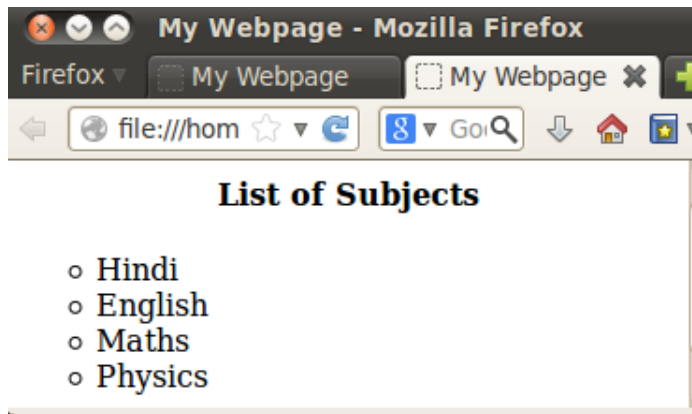 My Webpage - Mozilla Firefox
Firefox My Webpage My Webpage
file:///hom 8 Go
List of Subjects
Hindi
English
Maths
Physics